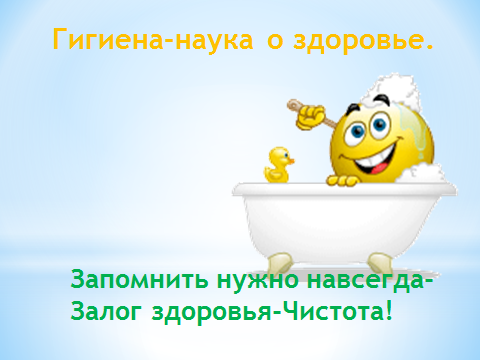 Гигиена-наука о здоровье.
Запомнить нужно навсегда-
Залог здоровья-Чистота!